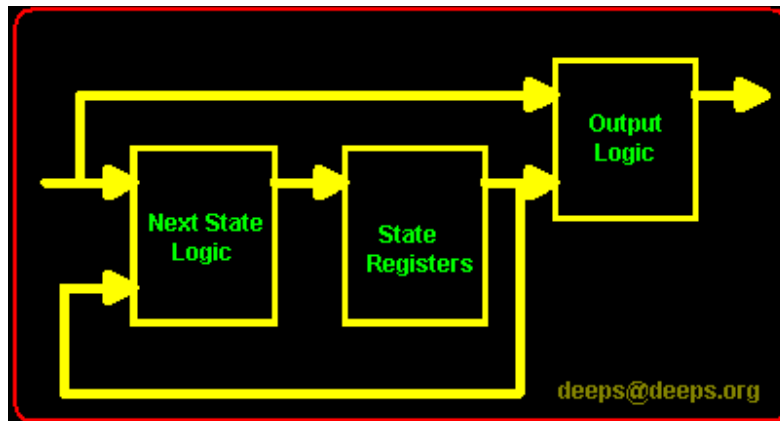 Output
Logic
Next State
Logic
State
Registers
deeps@deeps.org